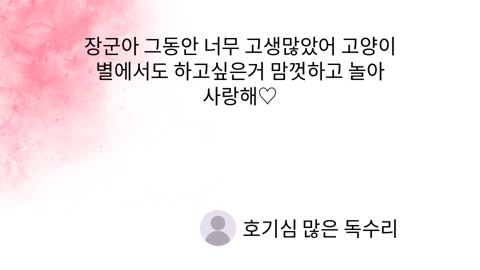 장군아 그동안 너무 고생많았어 고양이
별에서도 하고싶은거 맘껏하고 놀아
사랑해♡
호기심 많은 독수리